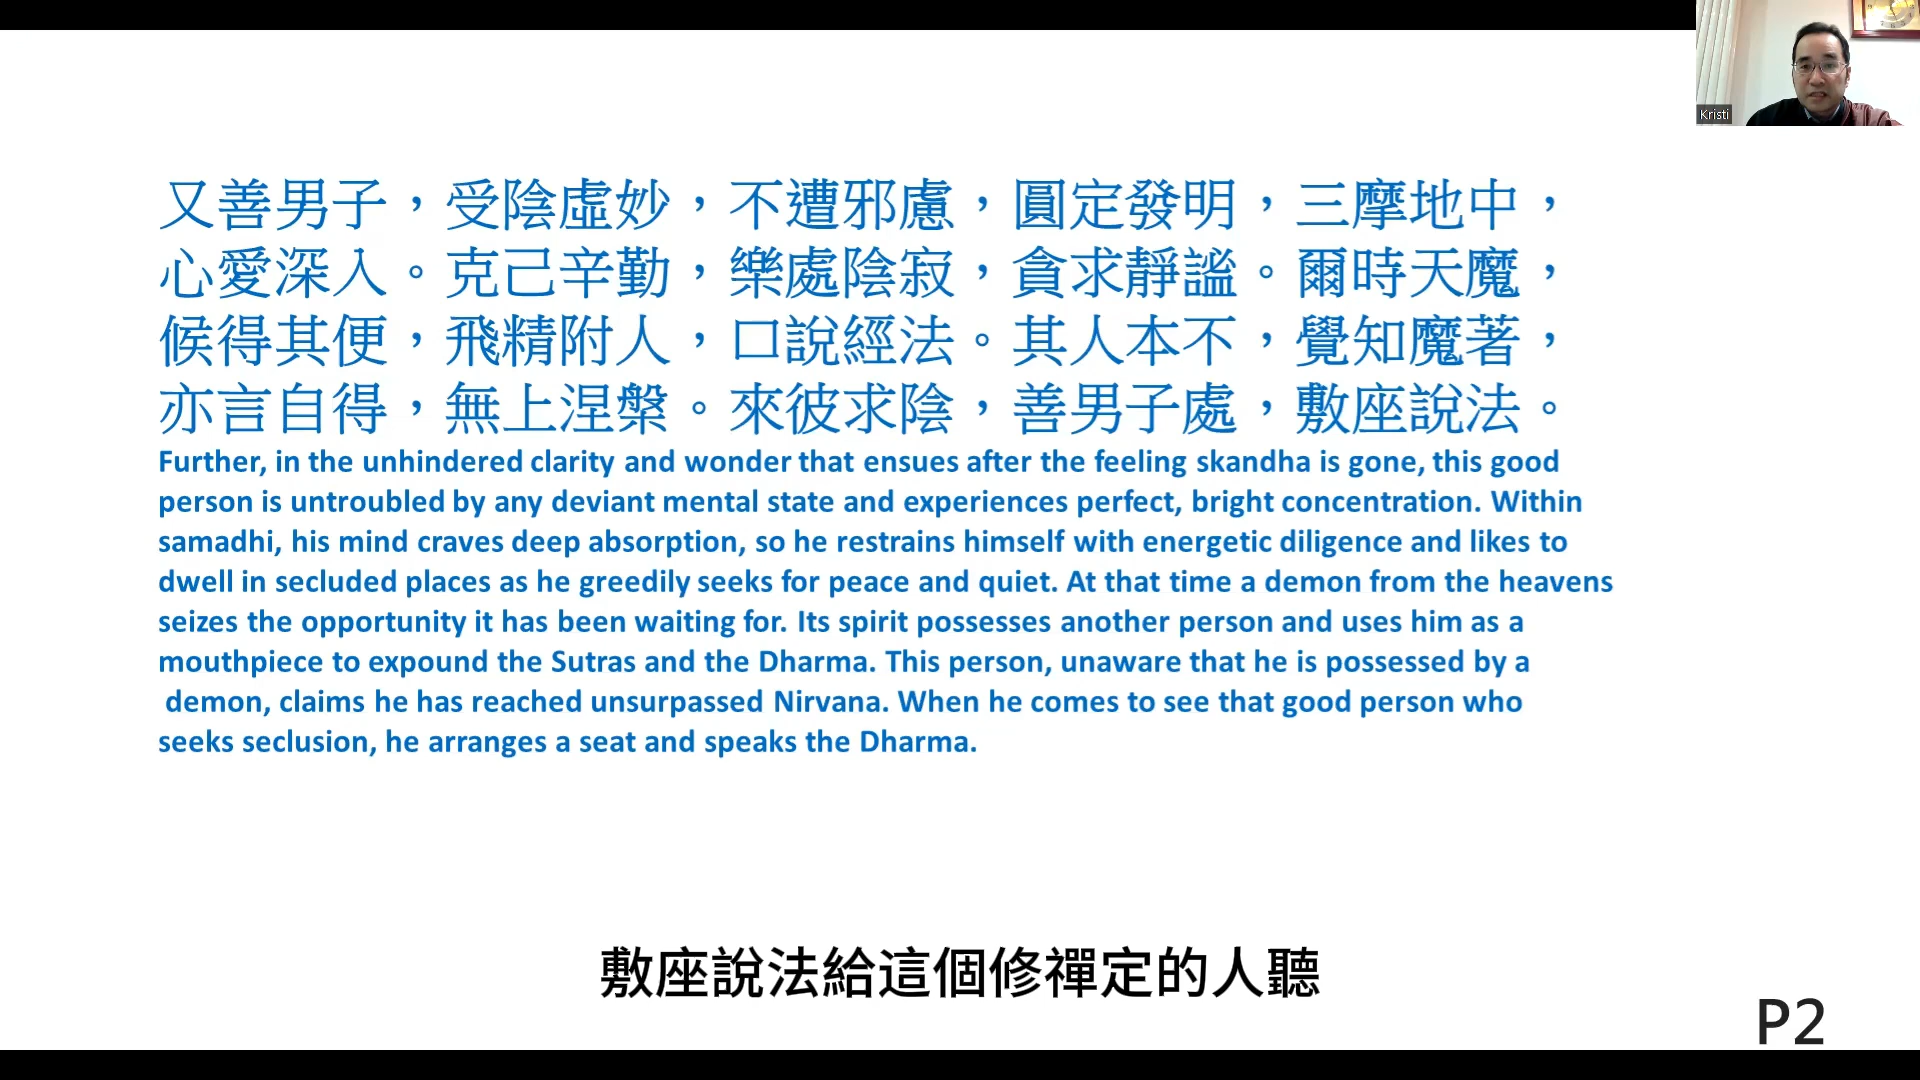 Kristi
又善男子，受陰虛妙，不遭邪慮，圓定發明，三摩地中，
心愛深入。克己辛勤，樂處陰寂，貪求靜謐。爾時天魔，
候得其便，飛精附人，口說經法。其人本不，覺知魔著，
亦言自得，無上涅槃。來彼求陰，善男子處，敷座說法。
Further, in the unhindered clarity and wonder that ensues after the feeling skandha is gone, this good
person is untroubled by any deviant mental state and experiences perfect, bright concentration. Within
samadhi, his mind craves deep absorption, so he restrains himself with energetic diligence and likes to
dwell in secluded places as he greedily seeks for peace and quiet. At that time a demon from the heavens
seizes the opportunity it has been waiting for. Its spirit possesses another person and uses him as a
mouthpiece to expound the Sutras and the Dharma. This person, unaware that he is possessed by a
demon, claims he has reached unsurpassed Nirvana. When he comes to see that good person who
seeks seclusion, he arranges a seat and speaks the Dharma.
敷座說法給這個修禪定的人聽
P2